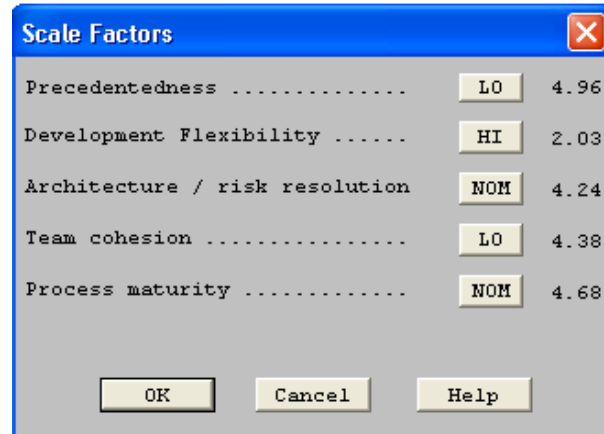 Scale Factors
Precedentedness .............. LO 4.96
Development Flexibility ...... HI 2.03
Architecture / risk resolution NOM 4.24
Team cohesion ................ LO 4.38
Process maturity ............. NOM 4.68
OK Cancel Help